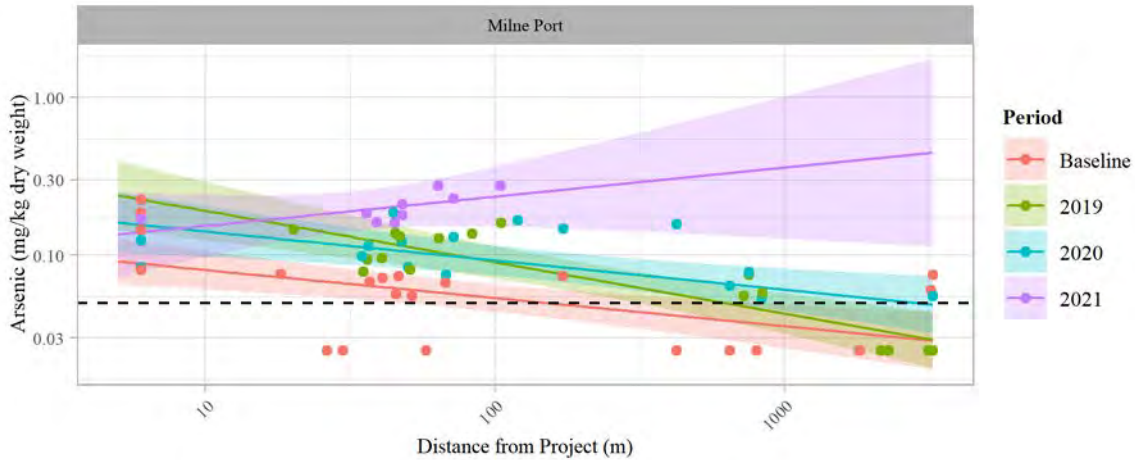 Milne Port
Arsenic (mg/kg dry weight)
1.00
0.30
0.10
0.03
10
100
1000
Distance from Project (m)
Period
Baseline
2019
2020
2021